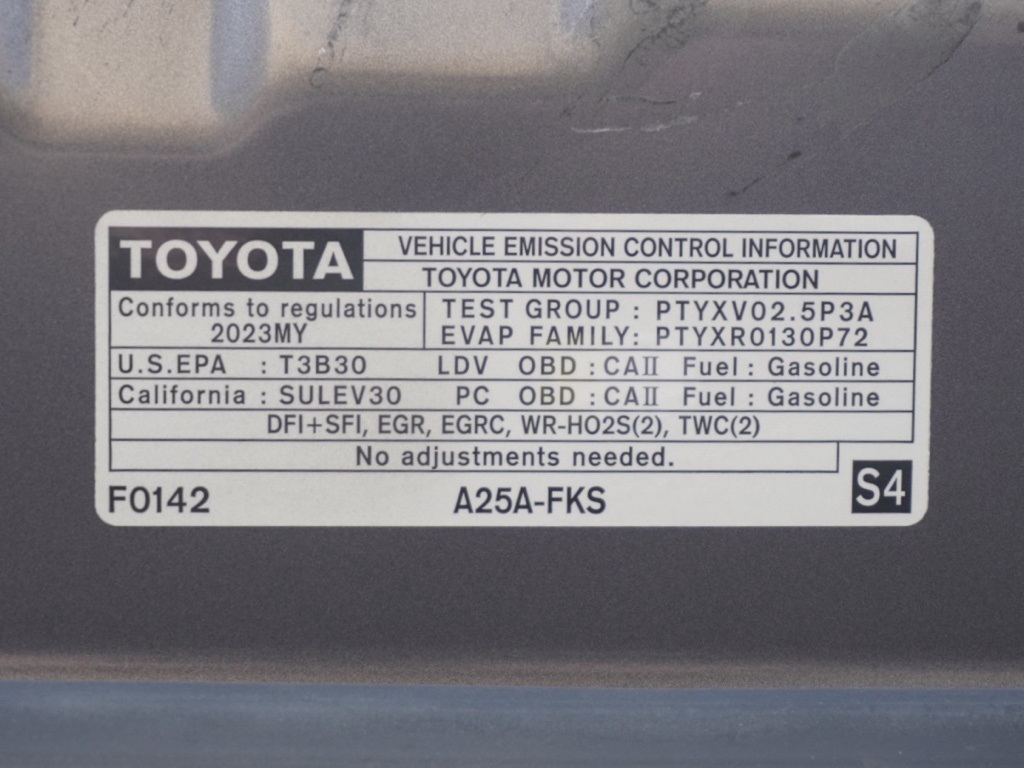 TOYOTA
VEHICLE EMISSION CONTROL INFORMATION
TOYOTA MOTOR CORPORATION
Conforms to regulations
2023MY
TEST GROUP : PTYXV02.5P3A
EVAP FAMILY: PTYXR0130P72
U.S.EPA : T3B30 LDV OBD : CAII Fuel : Gasoline
California : SULEV30 PC OBD : CAII Fuel : Gasoline
DFI+SFI, EGR, EGRC, WR-HO2S(2), TWC(2)
No adjustments needed.
F0142 A25A-FKS S4